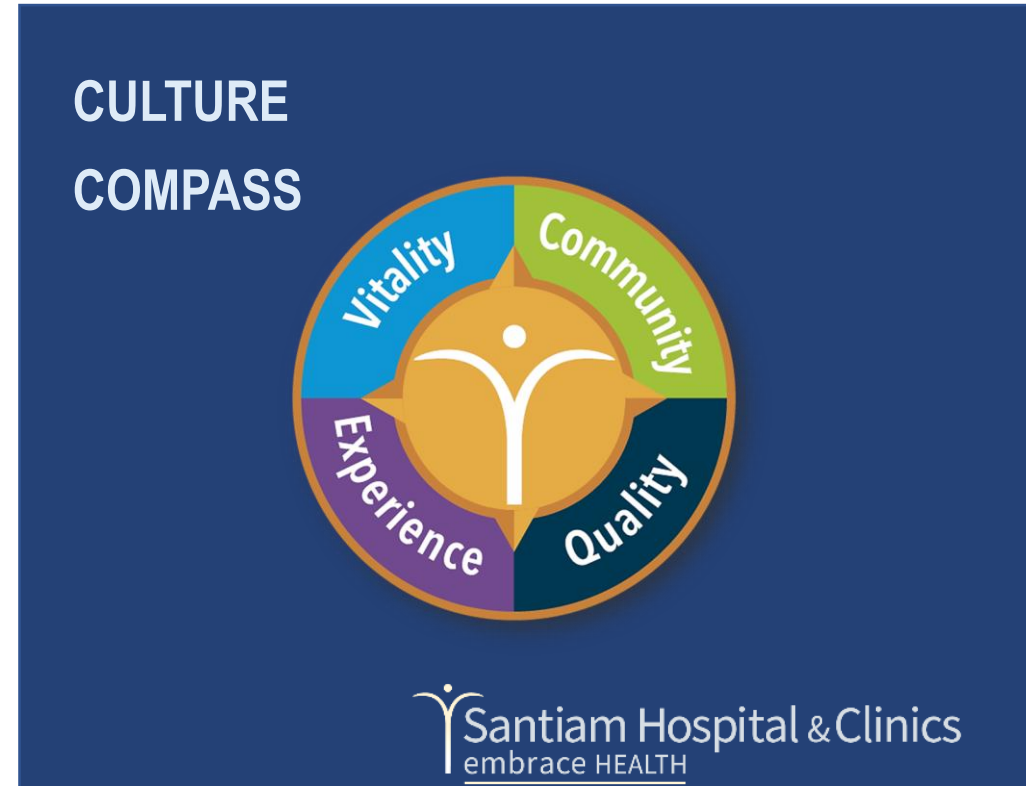 CULTURE
COMPASS
Vitality
Community
Experience
Quality
Santiam Hospital & Clinics
embrace HEALTH